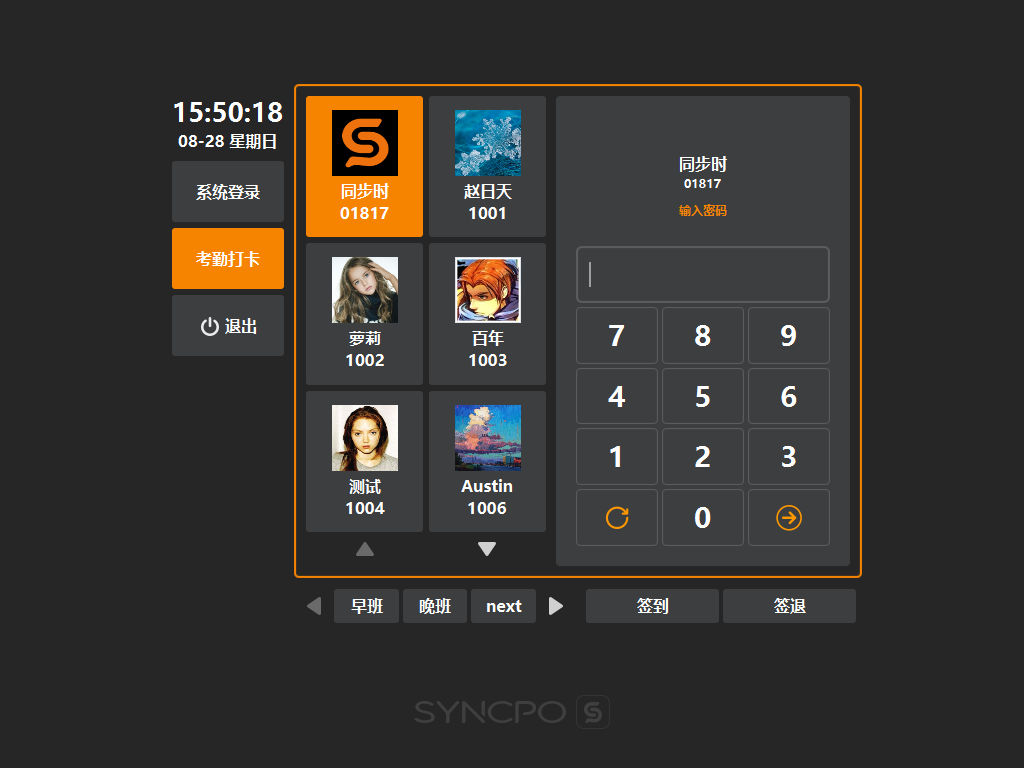 15:50:18
08-28 星期日
系统登录
考勤打卡
退出
同步时
01817
赵日天
1001
萝莉
1002
百年
1003
测试
1004
Austin
1006
同步时
01817
输入密码
7 8 9
4 5 6
1 2 3
0
早班 晚班 next 签到 签退
SYNCPO S